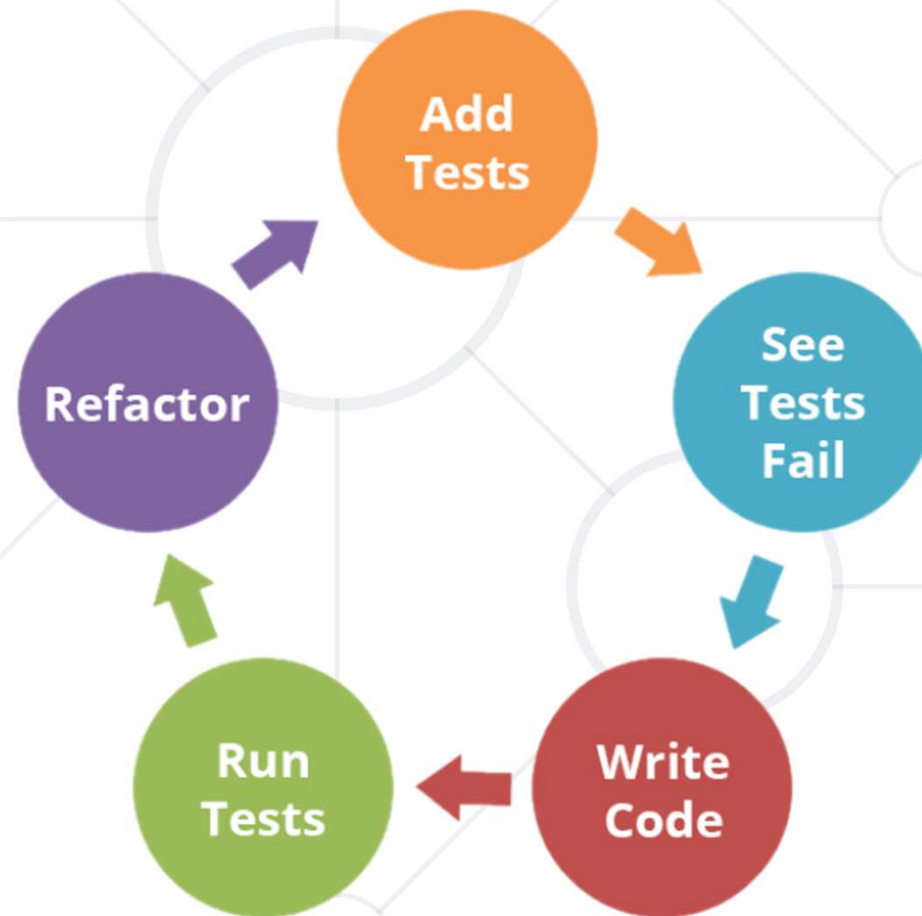 Add
Tests
See
Tests
Fail
Write
Code
Run
Tests
Refactor